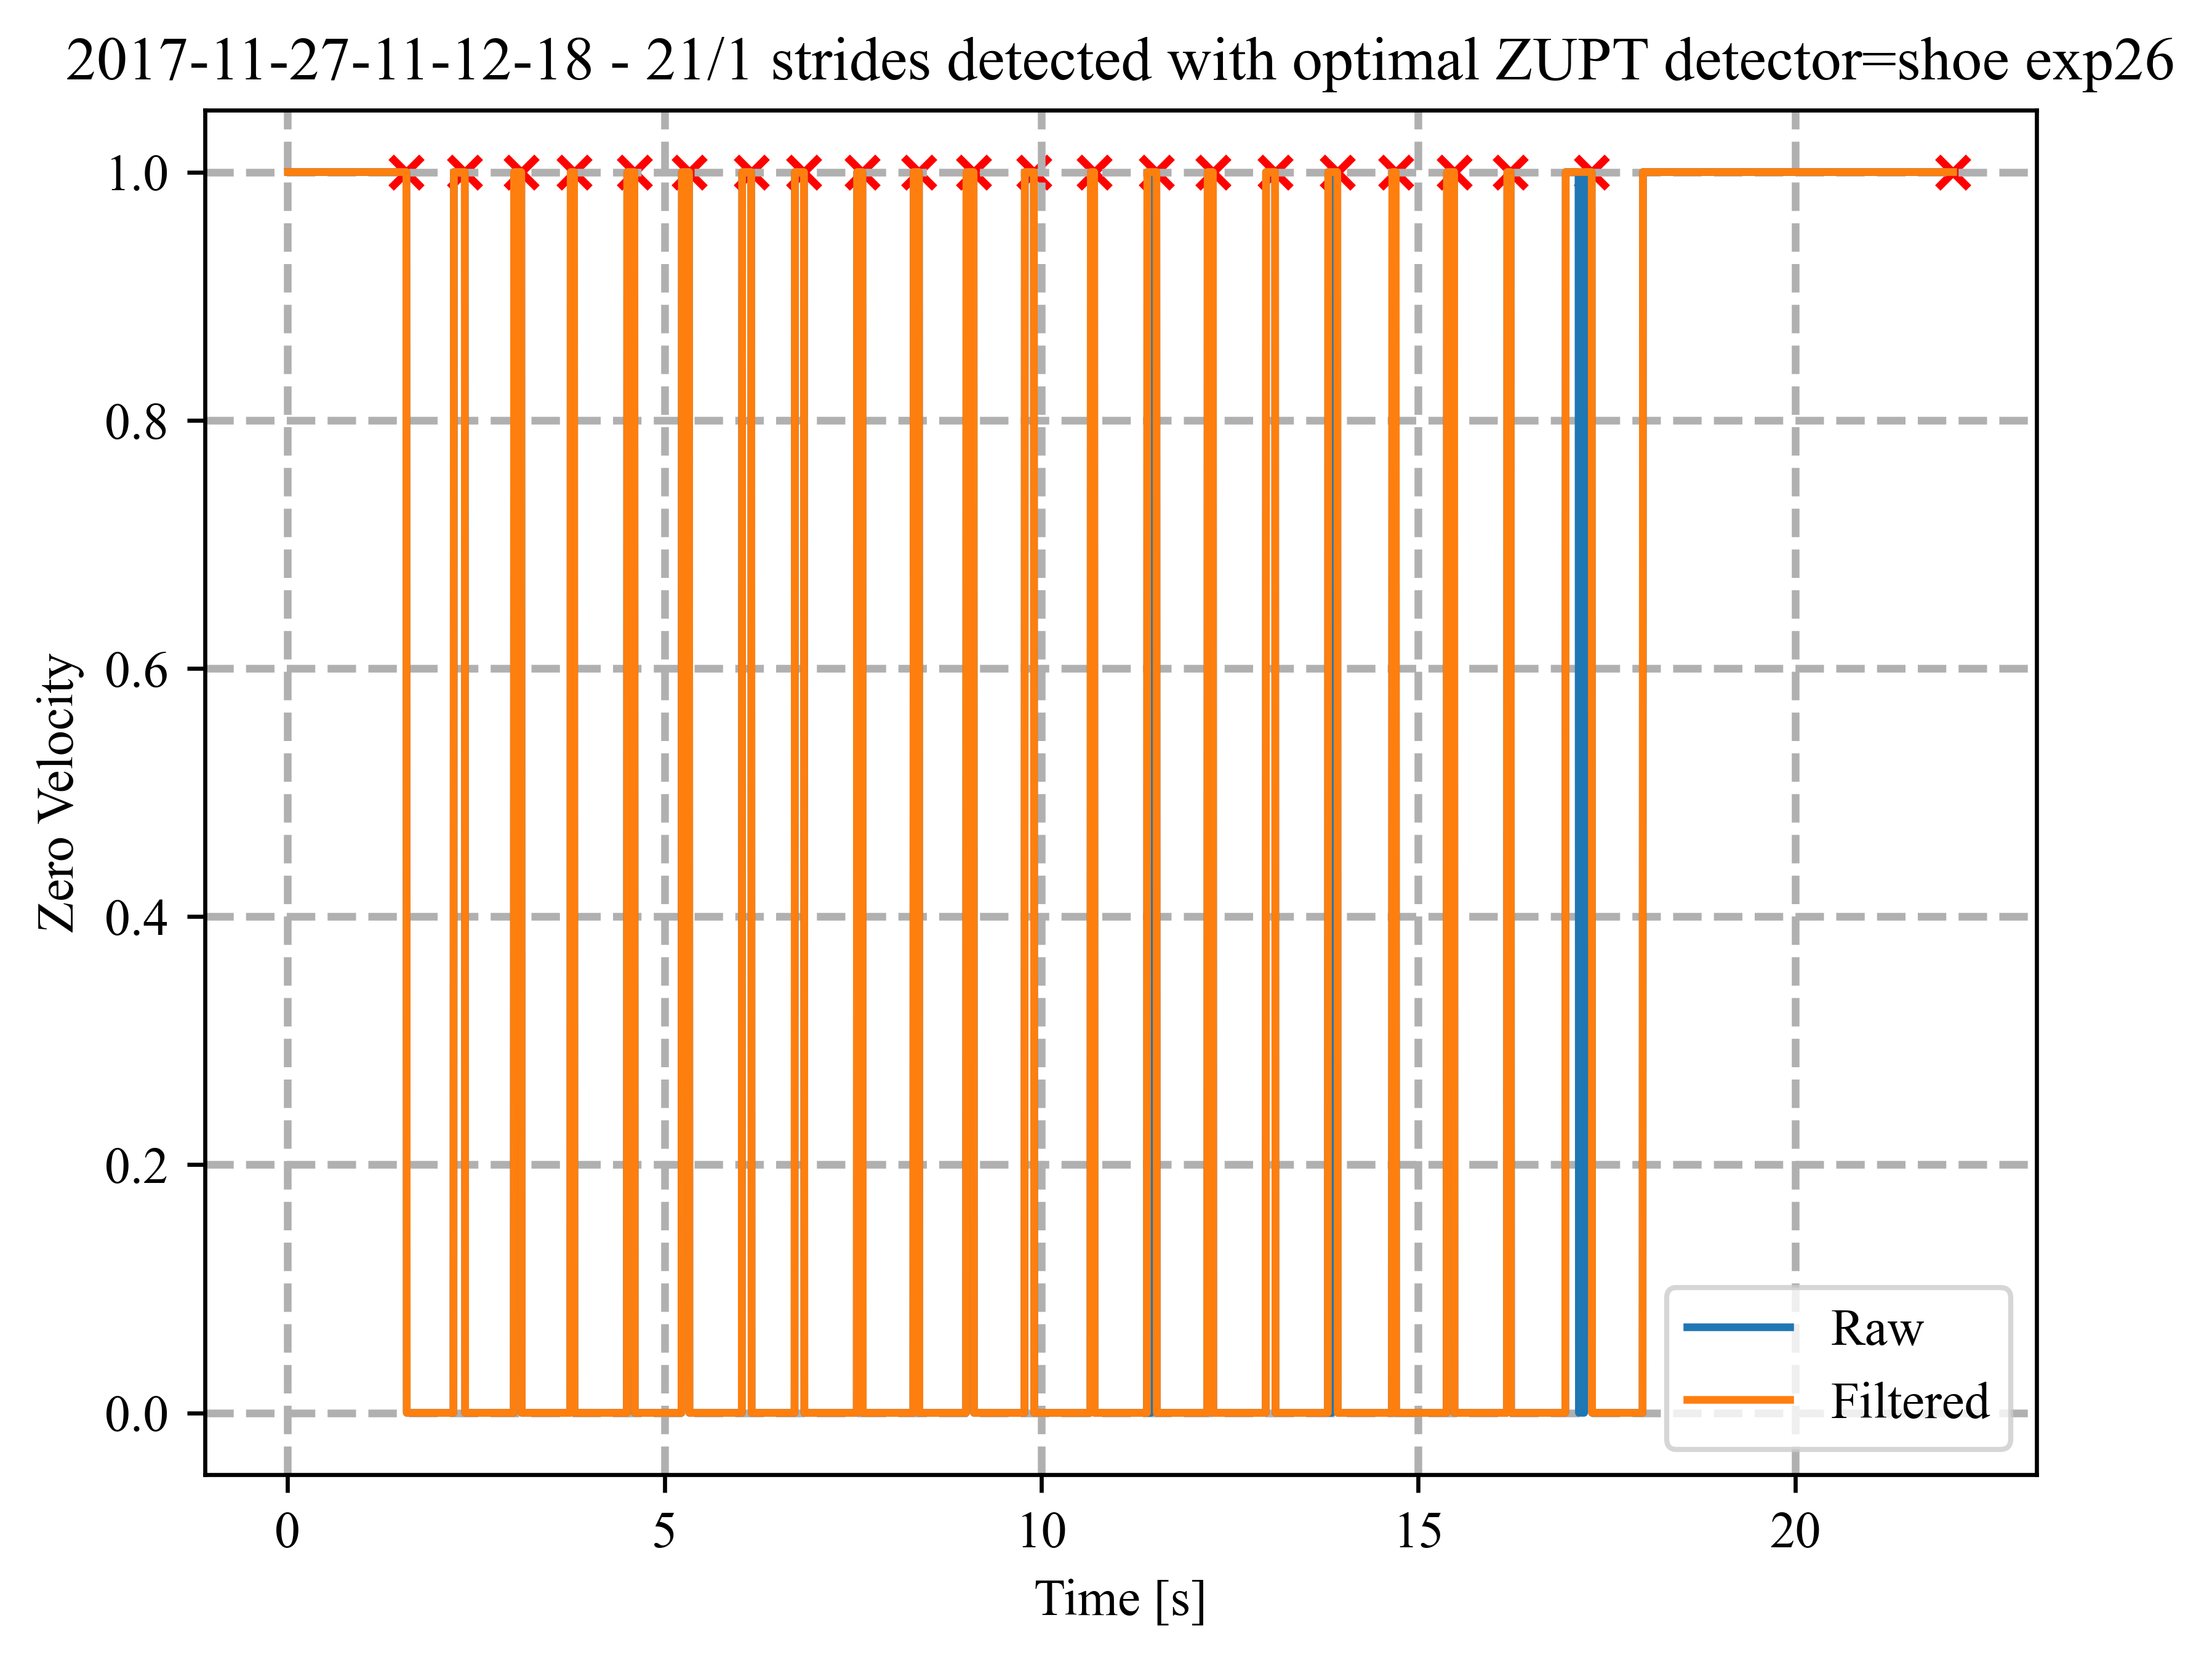 2017-11-27-11-12-18 - 21/1 strides detected with optimal ZUPT detector=shoe exp26
1.0
0.8
0.6
0.4
0.2
0.0
Zero Velocity
0 5 10 15 20
Time [s]
Raw
Filtered